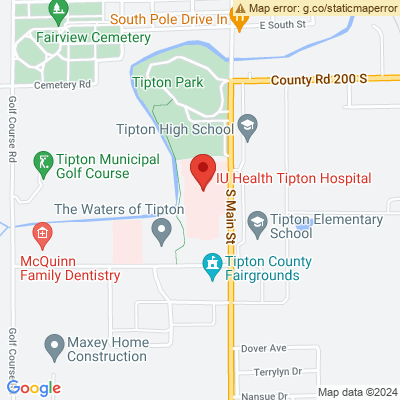 Map error: g.co/staticmaperror
South Pole Drive In
E South St
Fairview Cemetery
Cemetery Rd
Tipton Park
County Rd 200 S
Golf Course Rd
Tipton High School
Tipton Municipal
Golf Course
IU Health Tipton Hospital
S Main St
The Waters of Tipton
Tipton Elementary
School
McQuinn
Family Dentistry
Tipton County
Fairgrounds
Maxey Home
Construction
Golf Course
Dover Ave
Terrylyn Dr
Nansue Dr
Google
Map data ©2024